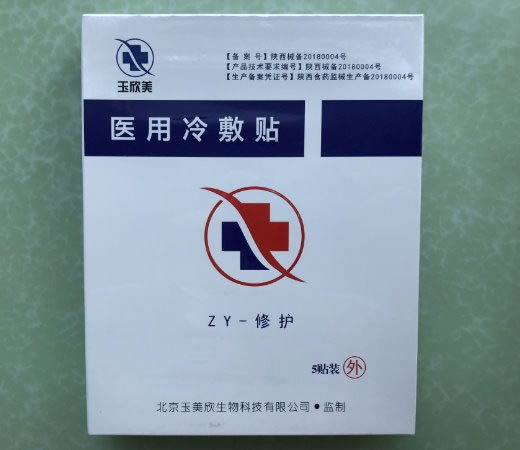 【备 案 号】陕西械备20180004号
【产品技术要求编号】陕西械备20180004号
【生产备案凭证号】陕西食药监械生产备20180004号
玉欣美
医用冷敷贴
ZY-修护
5贴装 外
北京玉美欣生物科技有限公司•监制